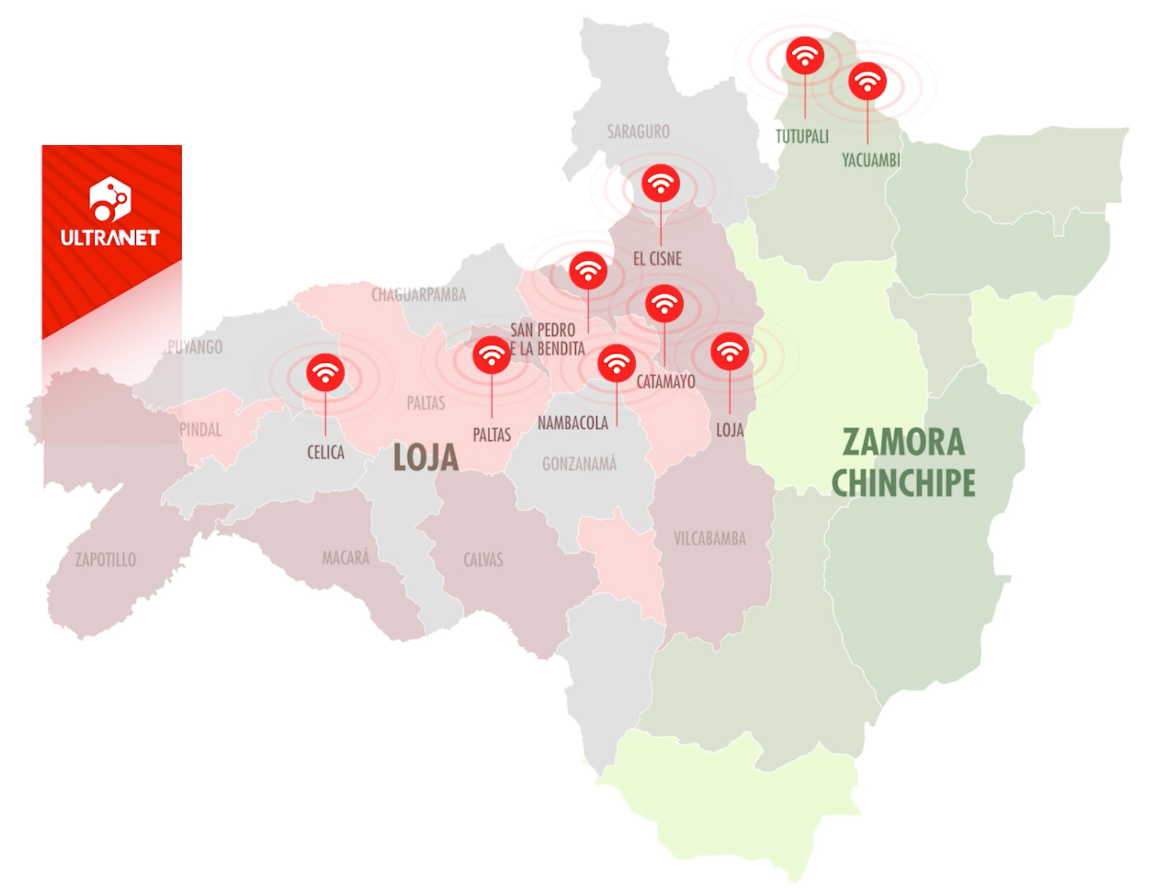 ULTRANET
SARAGURO
TUTUPALI
YACUAMBI
EL CISNE
CHAGUARPAMBA
SAN PEDRO
E LA BENDITA
PUYANGO
CATAMAYO
PALTAS
PINDAL
NAMBACOLA
PALTAS
LOJA
CELICA
LOJA
GONZANAMÁ
ZAMORA
CHINCHIPE
ZAPOTILLO
MACARÁ
CALVAS
VILCABAMBA